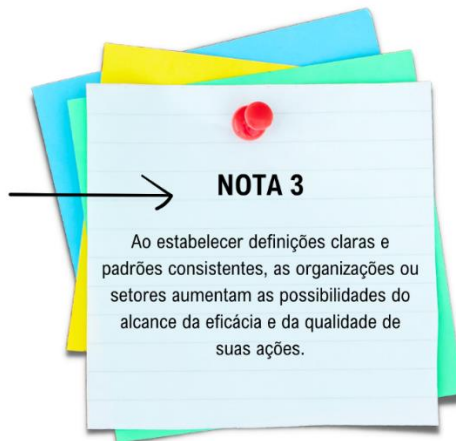 NOTA 3
Ao estabelecer definições claras e
padrões consistentes, as organizações ou
setores aumentam as possibilidades do
alcance da eficácia e da qualidade de
suas ações.